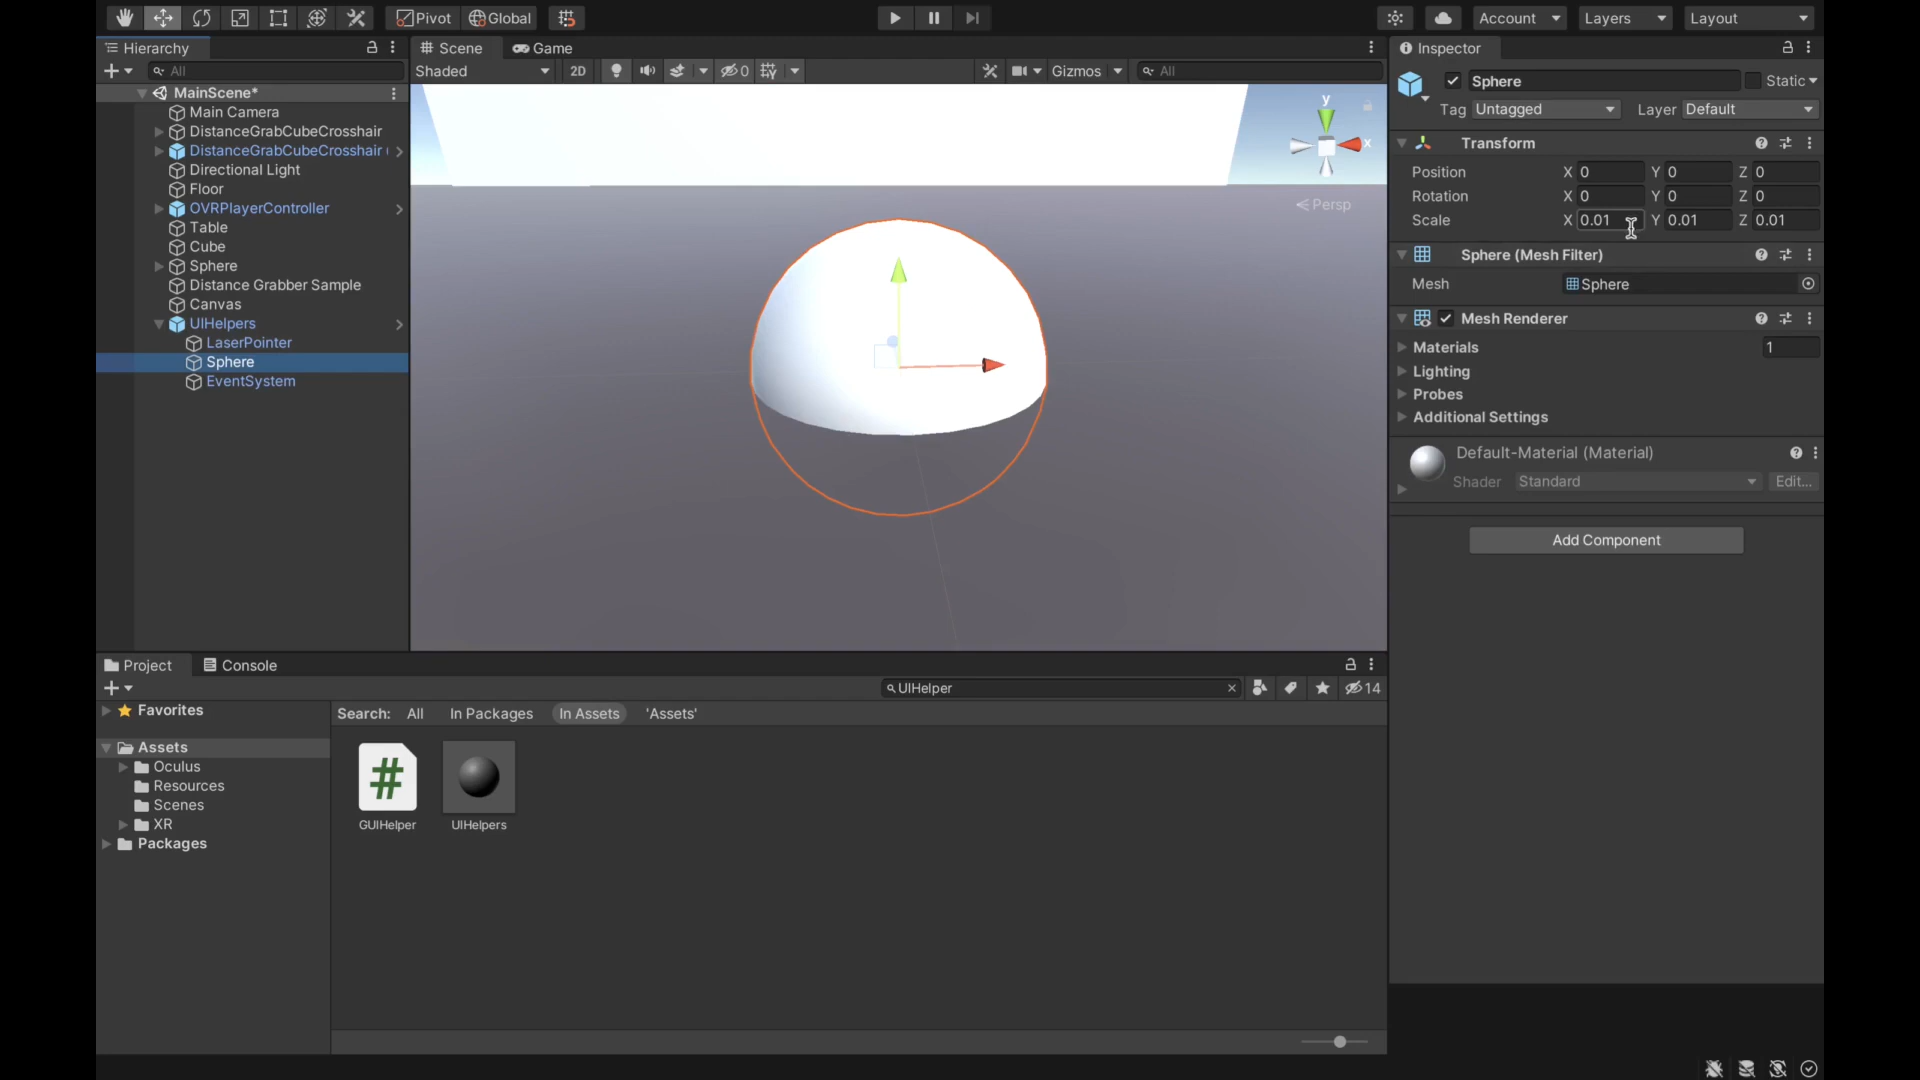 Pivot Global Account Layers Layout
Hierarchy
All
MainScene*
Main Camera
DistanceGrabCubeCrosshair
DistanceGrabCubeCrosshair (
Directional Light
Floor
OVRPlayerController
Table
Cube
Sphere
Distance Grabber Sample
Canvas
UIHelpers
LaserPointer
Sphere
EventSystem
Scene Game
Shaded 2D 0 Gizmos All
y
x
Persp
Inspector
Sphere Static
Tag Untagged Layer Default
Transform
Position X 0 Y 0 Z 0
Rotation X 0 Y 0 Z 0
Scale X 0.01 Y 0.01 Z 0.01
Sphere (Mesh Filter)
Mesh Sphere
Mesh Renderer
Materials 1
Lighting
Probes
Additional Settings
Default-Material (Material)
Shader Standard Edit...
Add Component
Project Console
UIHelper 14
Favorites
Assets
Oculus
Resources
Scenes
XR
Packages
Search: All In Packages In Assets 'Assets'
#
GUIHelper UIHelpers